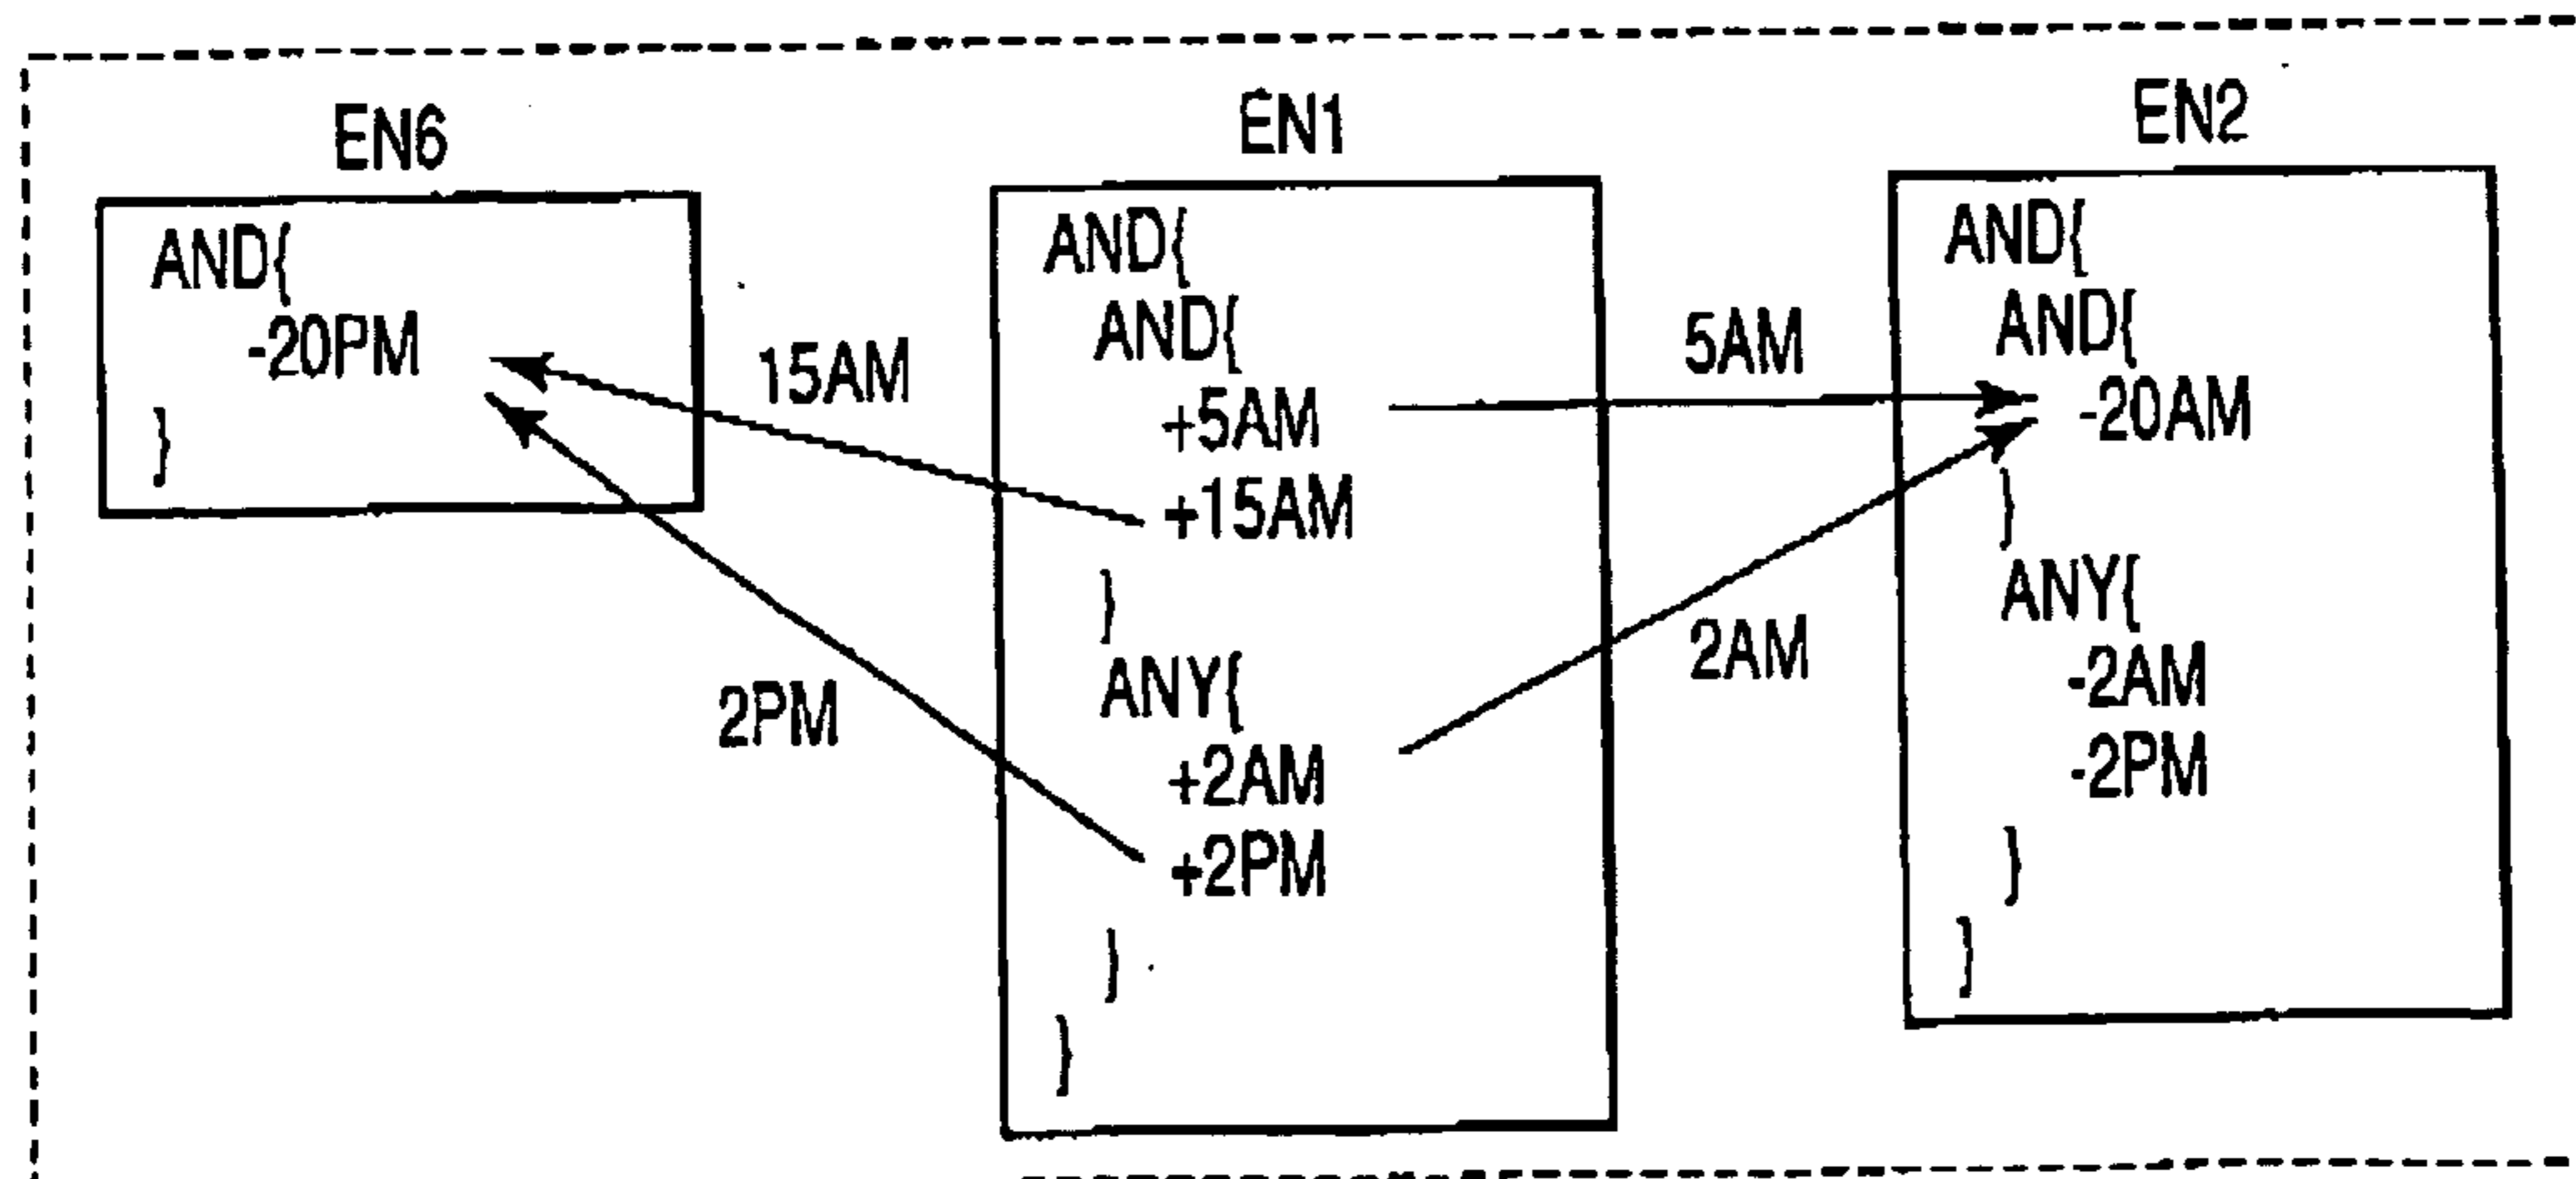 EN6
AND{
-20PM
}
15AM
2PM
EN1
AND{
AND{
+5AM
+15AM
}
ANY{
+2AM
+2PM
}
}
5AM
2AM
EN2
AND{
AND{
-20AM
}
ANY{
-2AM
-2PM
}
}